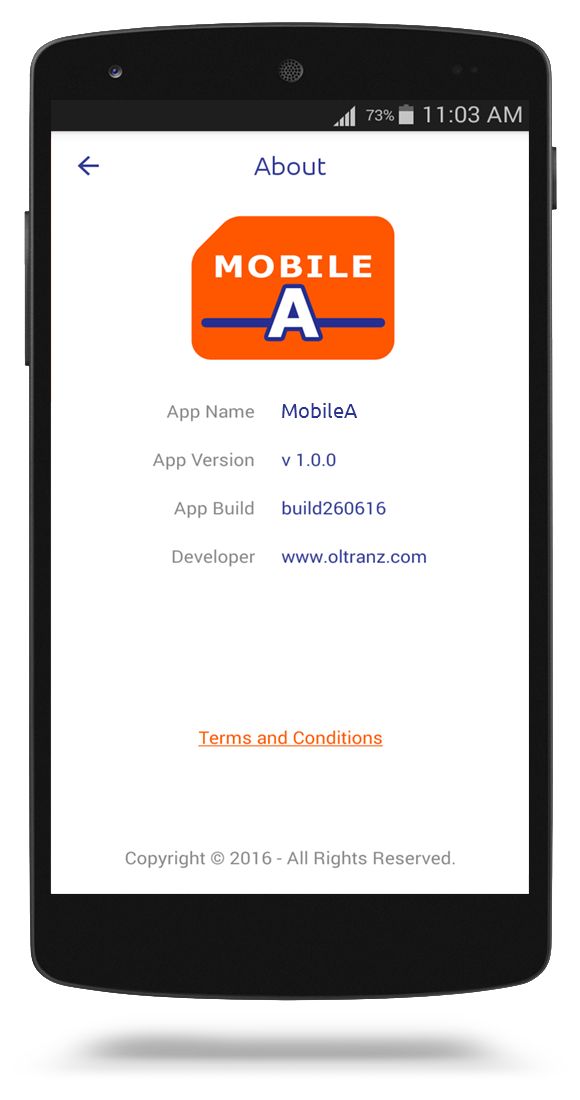 73% 11:03 AM
About
MOBILE
A
App Name MobileA
App Version v 1.0.0
App Build build260616
Developer www.oltranz.com
Terms and Conditions
Copyright © 2016 - All Rights Reserved.